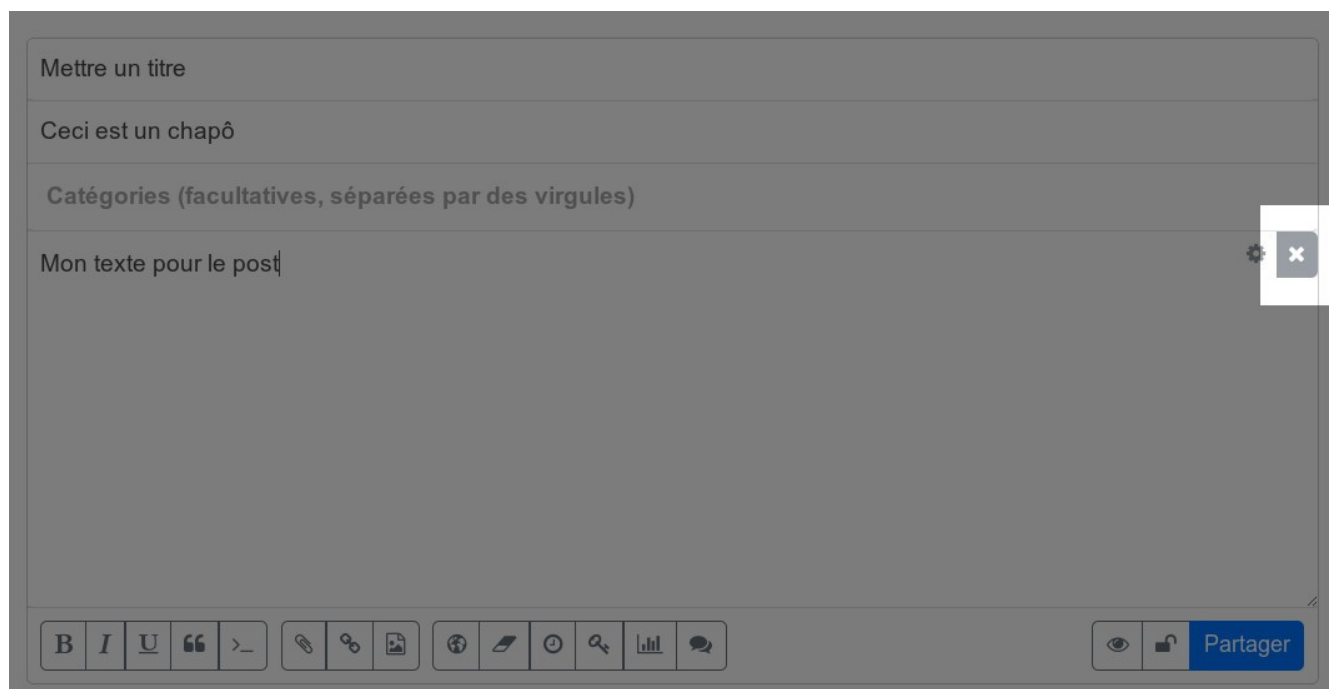 Mettre un titre
Ceci est un chapô
Catégories (facultatives, séparées par des virgules)
Mon texte pour le post
B I U
Partager